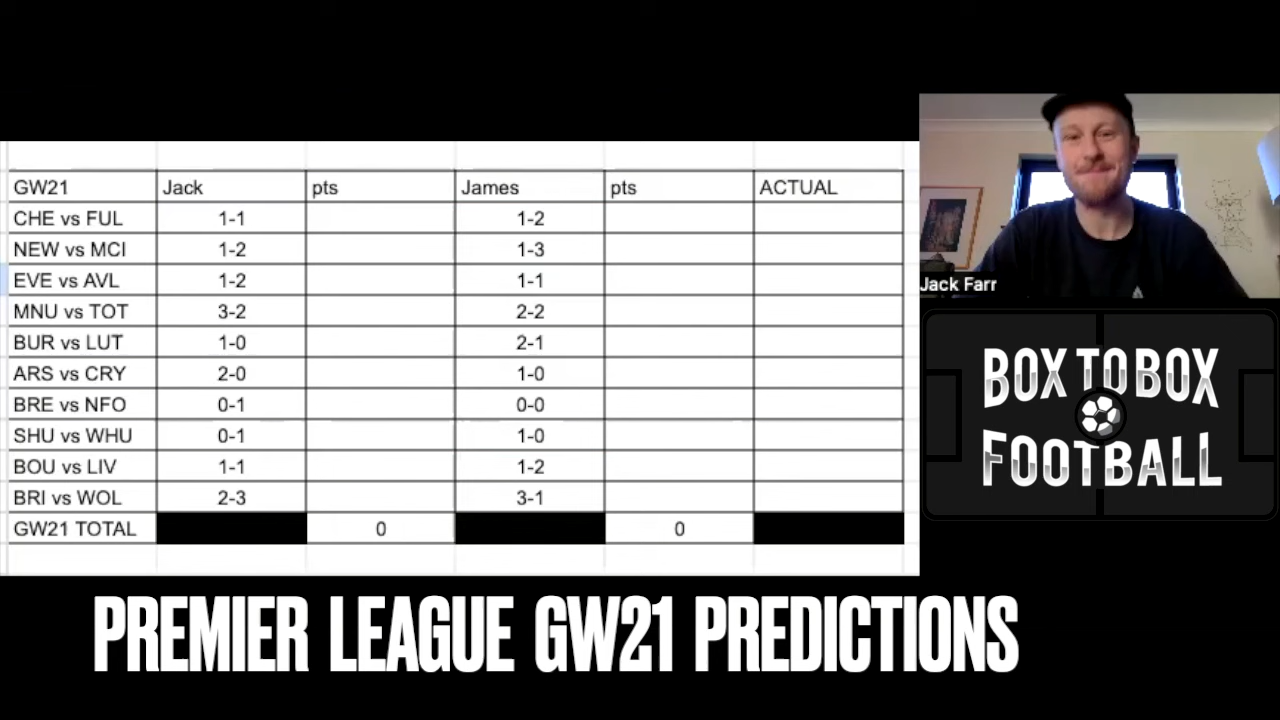 GW21 Jack pts James pts ACTUAL
CHE vs FUL 1-1 1-2
NEW vs MCI 1-2 1-3
EVE vs AVL 1-2 1-1
MNU vs TOT 3-2 2-2
BUR vs LUT 1-0 2-1
ARS vs CRY 2-0 1-0
BRE vs NFO 0-1 0-0
SHU vs WHU 0-1 1-0
BOU vs LIV 1-1 1-2
BRI vs WOL 2-3 3-1
GW21 TOTAL 0 0
Jack Farr
BOX TO BOX
FOOTBALL
PREMIER LEAGUE GW21 PREDICTIONS